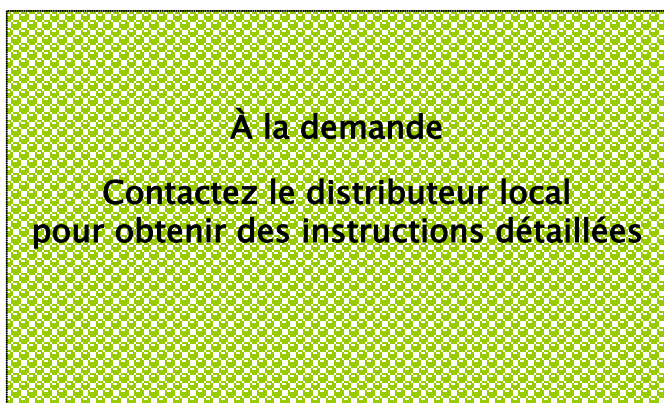 À la demande
Contactez le distributeur local
pour obtenir des instructions détaillées